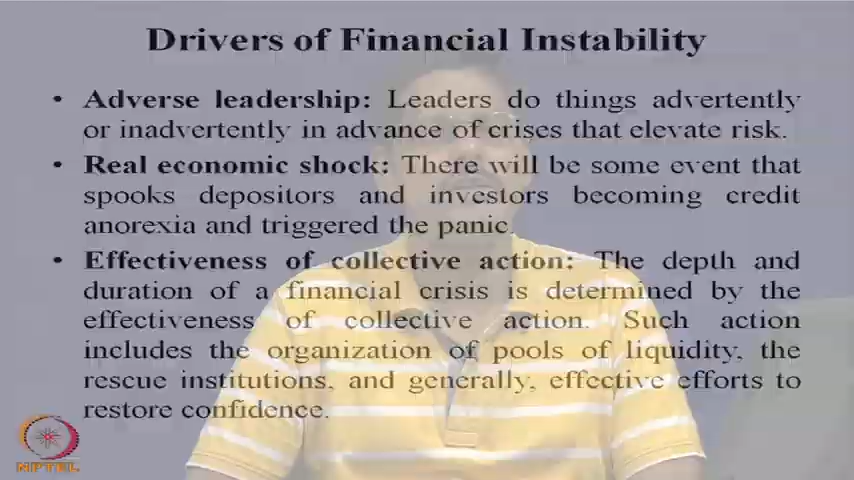 Drivers of Financial Instability
• Adverse leadership: Leaders do things advertently
or inadvertently in advance of crises that elevate risk.
• Real economic shock: There will be some event that
spooks depositors and investors becoming credit
anorexia and triggered the panic.
• Effectiveness of collective action: The depth and
duration of a financial crisis is determined by the
effectiveness of collective action. Such action
includes the organization of pools of liquidity, the
rescue institutions, and generally, effective efforts to
restore confidence.
NPTEL